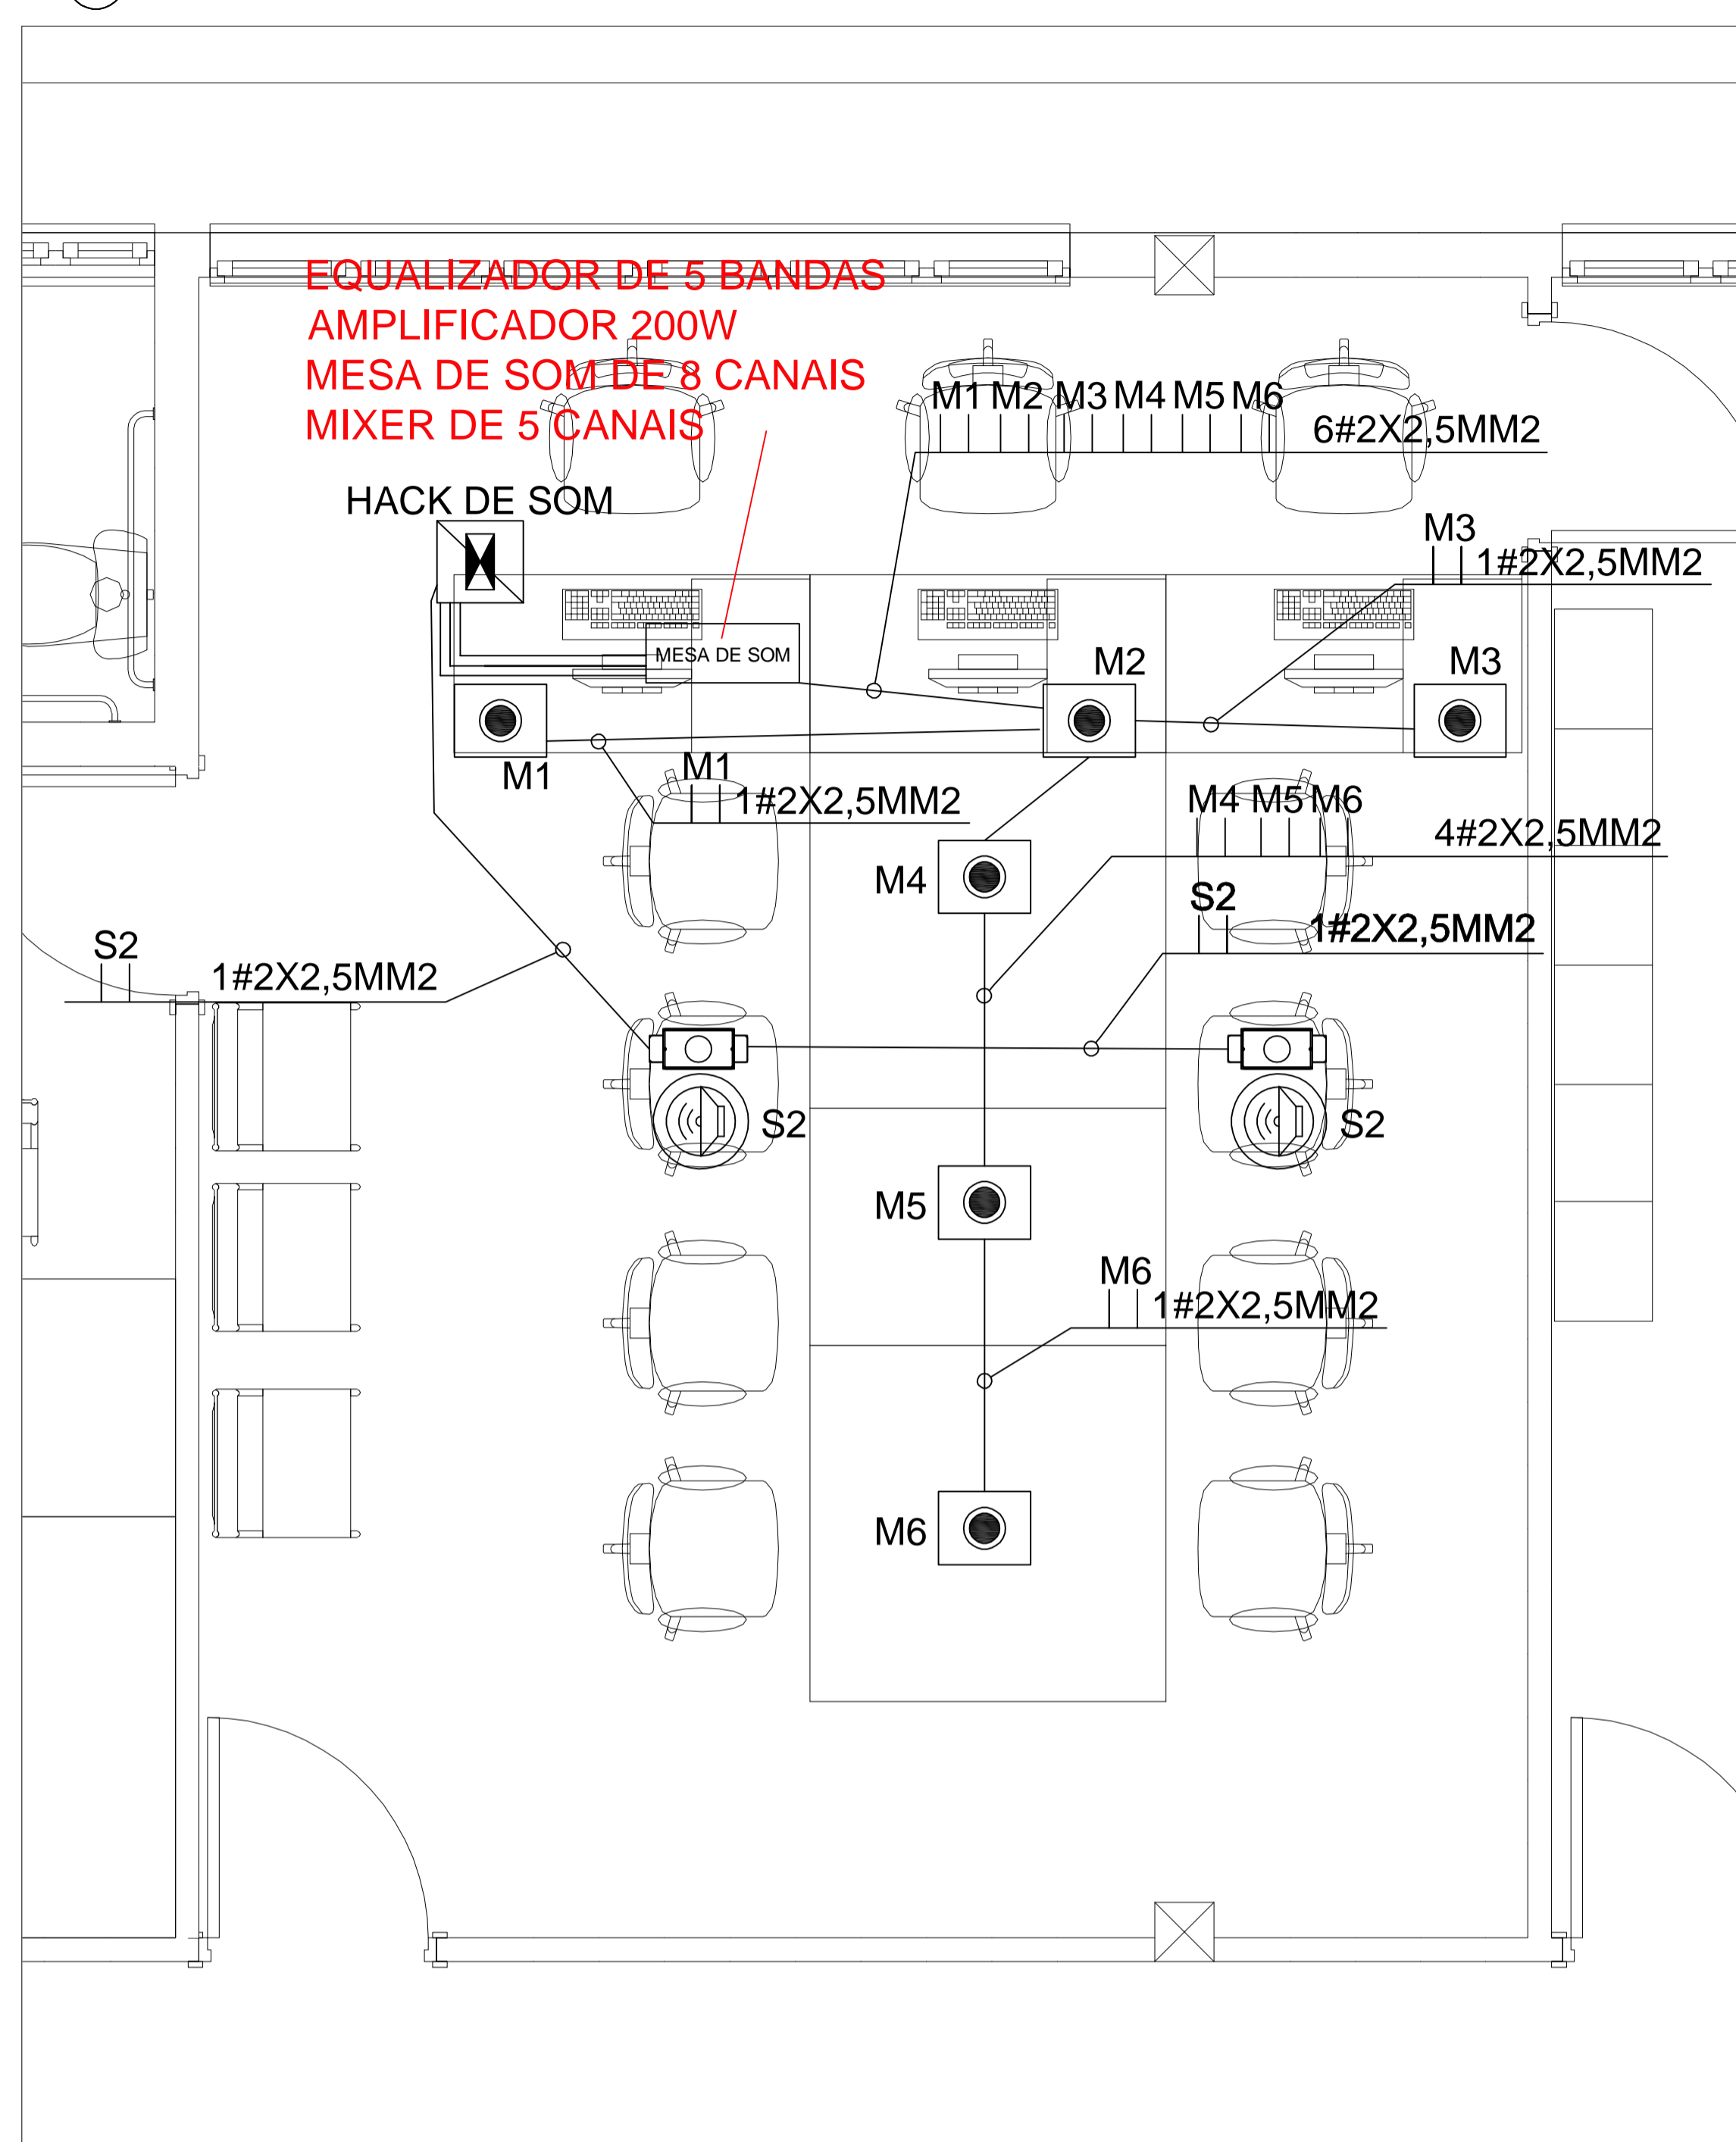 EQUALIZADOR DE 5 BANDAS
AMPLIFICADOR 200W
MESA DE SOM DE 8 CANAIS
MIXER DE 5 CANAIS
M1 M2 M3 M4 M5 M6
6#2X2,5MM2
HACK DE SOM
M3
1#2X2,5MM2
MESA DE SOM
M2
M3
M1
M1
1#2X2,5MM2
M4 M5 M6
4#2X2,5MM2
M4
S2
1#2X2,5MM2
S2
1#2X2,5MM2
S2
S2
M5
M6
1#2X2,5MM2
M6